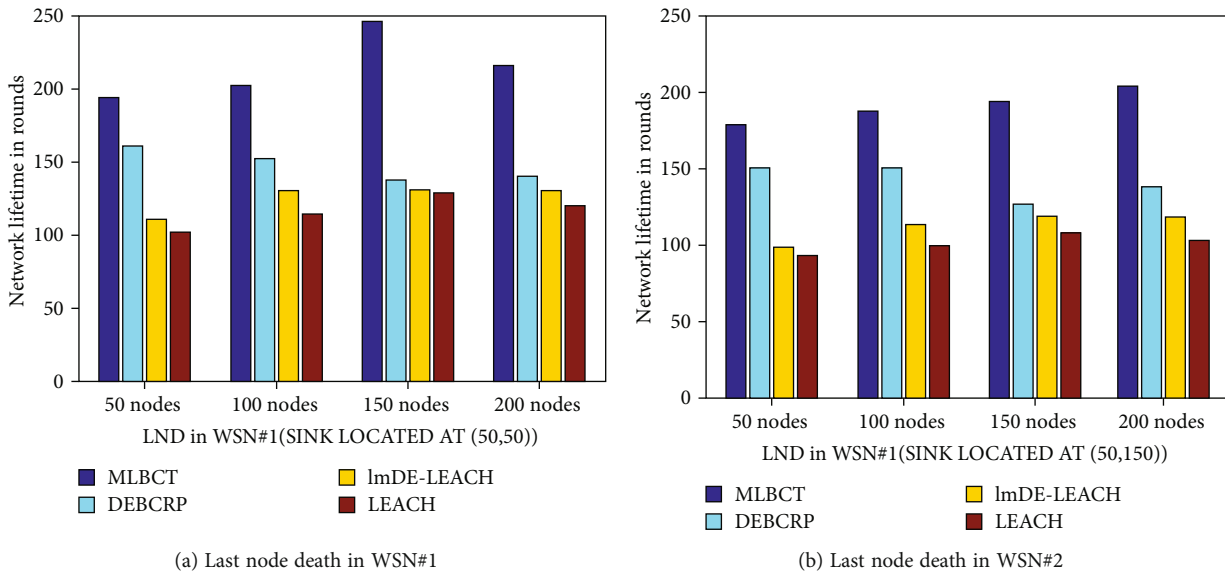 250
200
150
100
50
0
Network lifetime in rounds
50 nodes 100 nodes 150 nodes 200 nodes
LND in WSN#1(SINK LOCATED AT (50,50))
MLBCT lmDE-LEACH
DEBCRP LEACH
(a) Last node death in WSN#1
250
200
150
100
50
0
Network lifetime in rounds
50 nodes 100 nodes 150 nodes 200 nodes
LND in WSN#1(SINK LOCATED AT (50,150))
MLBCT lmDE-LEACH
DEBCRP LEACH
(b) Last node death in WSN#2